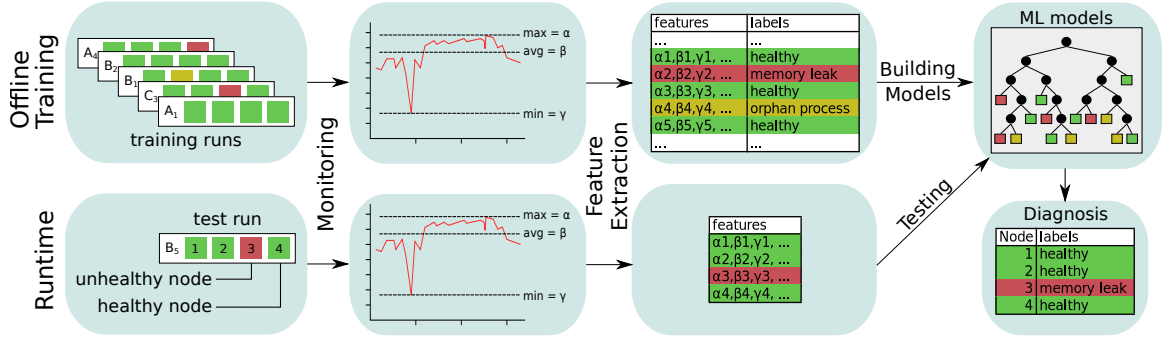 Offline
Training
A4
B2
B1
C3
A1
training runs
Monitoring
max = α
avg = β
min = γ
Feature
Extraction
features labels
... ...
α1,β1,γ1, ... healthy
α2,β2,γ2, ... memory leak
α3,β3,γ3, ... healthy
α4,β4,γ4, ... orphan process
α5,β5,γ5, ... healthy
... ...
Building
Models
ML models
Runtime
test run
B5 1 2 3 4
unhealthy node
healthy node
max = α
avg = β
min = γ
features
α1,β1,γ1, ...
α2,β2,γ2, ...
α3,β3,γ3, ...
α4,β4,γ4, ...
Testing
Diagnosis
Node labels
1 healthy
2 healthy
3 memory leak
4 healthy